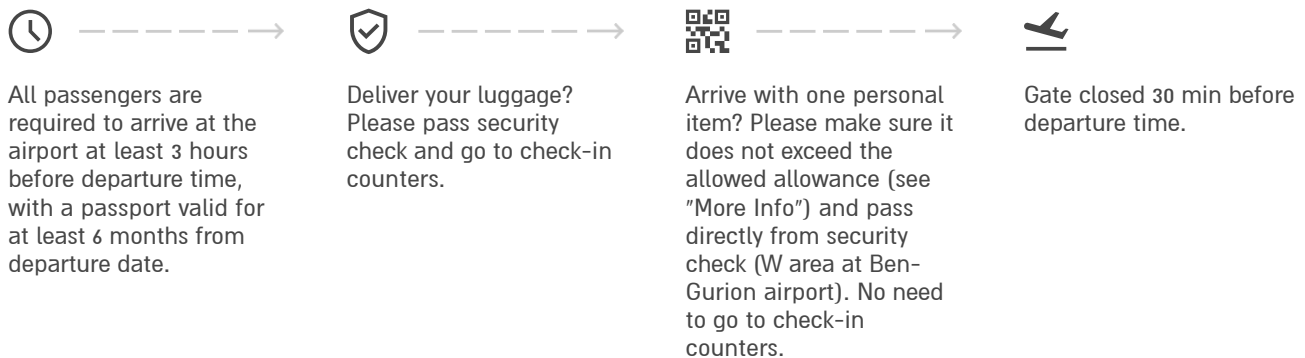 All passengers are
required to arrive at the
airport at least 3 hours
before departure time,
with a passport valid for
at least 6 months from
departure date.
Deliver your luggage?
Please pass security
check and go to check-in
counters.
Arrive with one personal
item? Please make sure it
does not exceed the
allowed allowance (see
"More Info") and pass
directly from security
check (W area at Ben-
Gurion airport). No need
to go to check-in
counters.
Gate closed 30 min before
departure time.